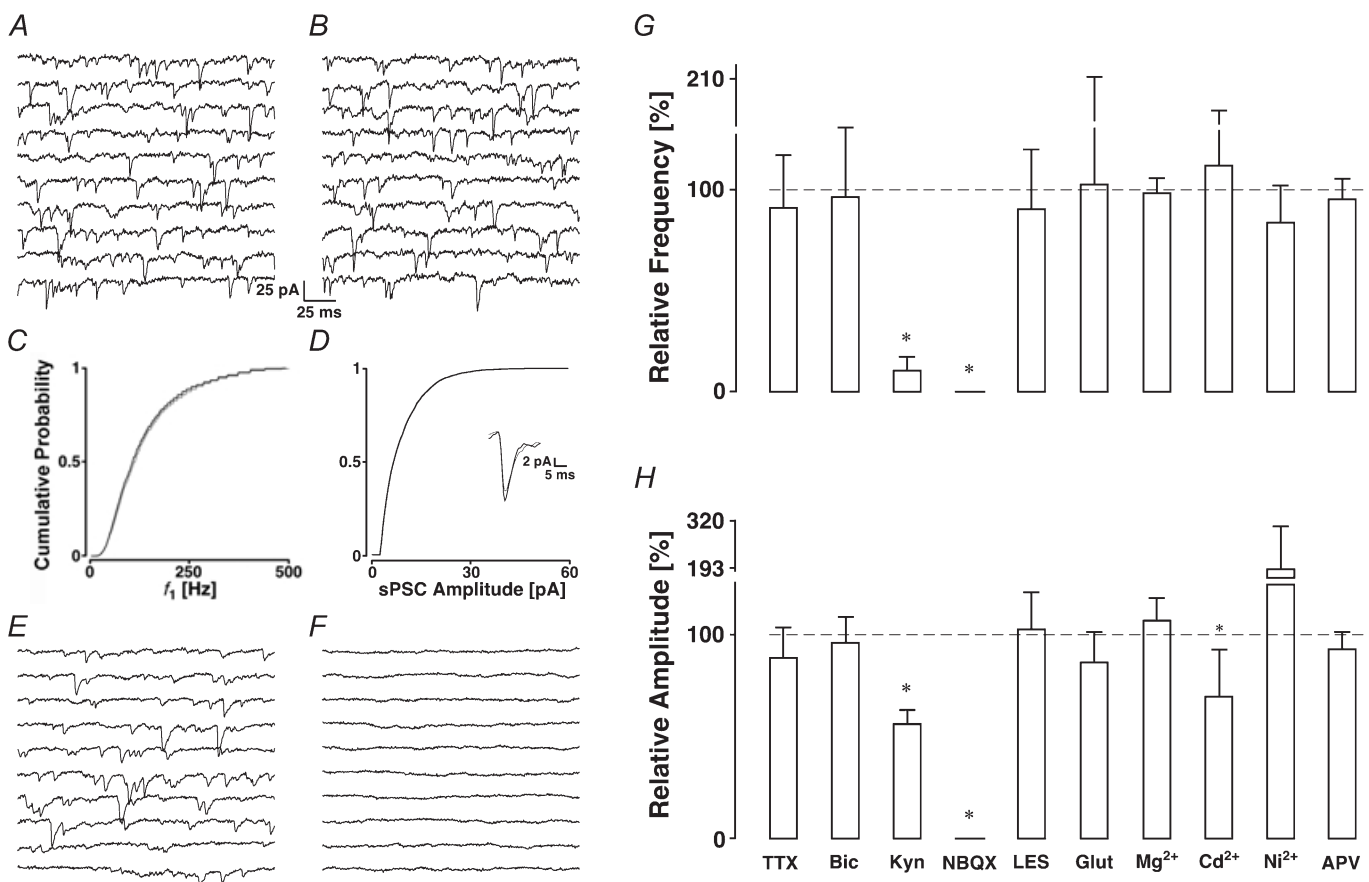 A
B
25 pA
25 ms
C
Cumulative Probability
1
0.5
0
0
250
500
f1 [Hz]
D
1
0.5
0
2 pA
5 ms
0
30
60
sPSC Amplitude [pA]
E
F
G
Relative Frequency [%]
210
100
0
*
*
H
Relative Amplitude [%]
320
193
100
0
*
*
*
TTX Bic Kyn NBQX LES Glut Mg2+ Cd2+ Ni2+ APV